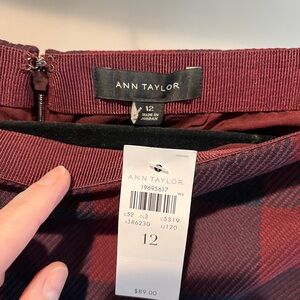 ANN TAYLOR
12
MADE IN
JORDAN
ANN TAYLOR
19695617
12
$89.00